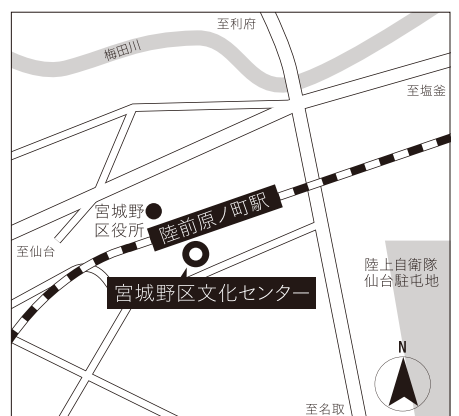 至利府
梅田川
至塩釜
宮城野
区役所
陸前原ノ町駅
至仙台
陸上自衛隊
仙台駐屯地
宮城野区文化センター
N
至名取